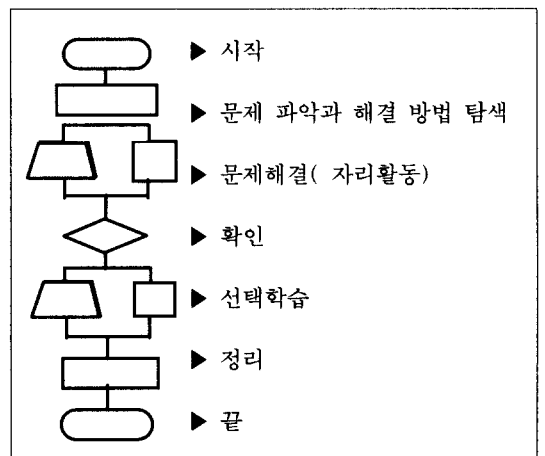 ▶ 시작
▶ 문제 파악과 해결 방법 탐색
▶ 문제해결( 자리활동)
▶ 확인
▶ 선택학습
▶ 정리
▶ 끝